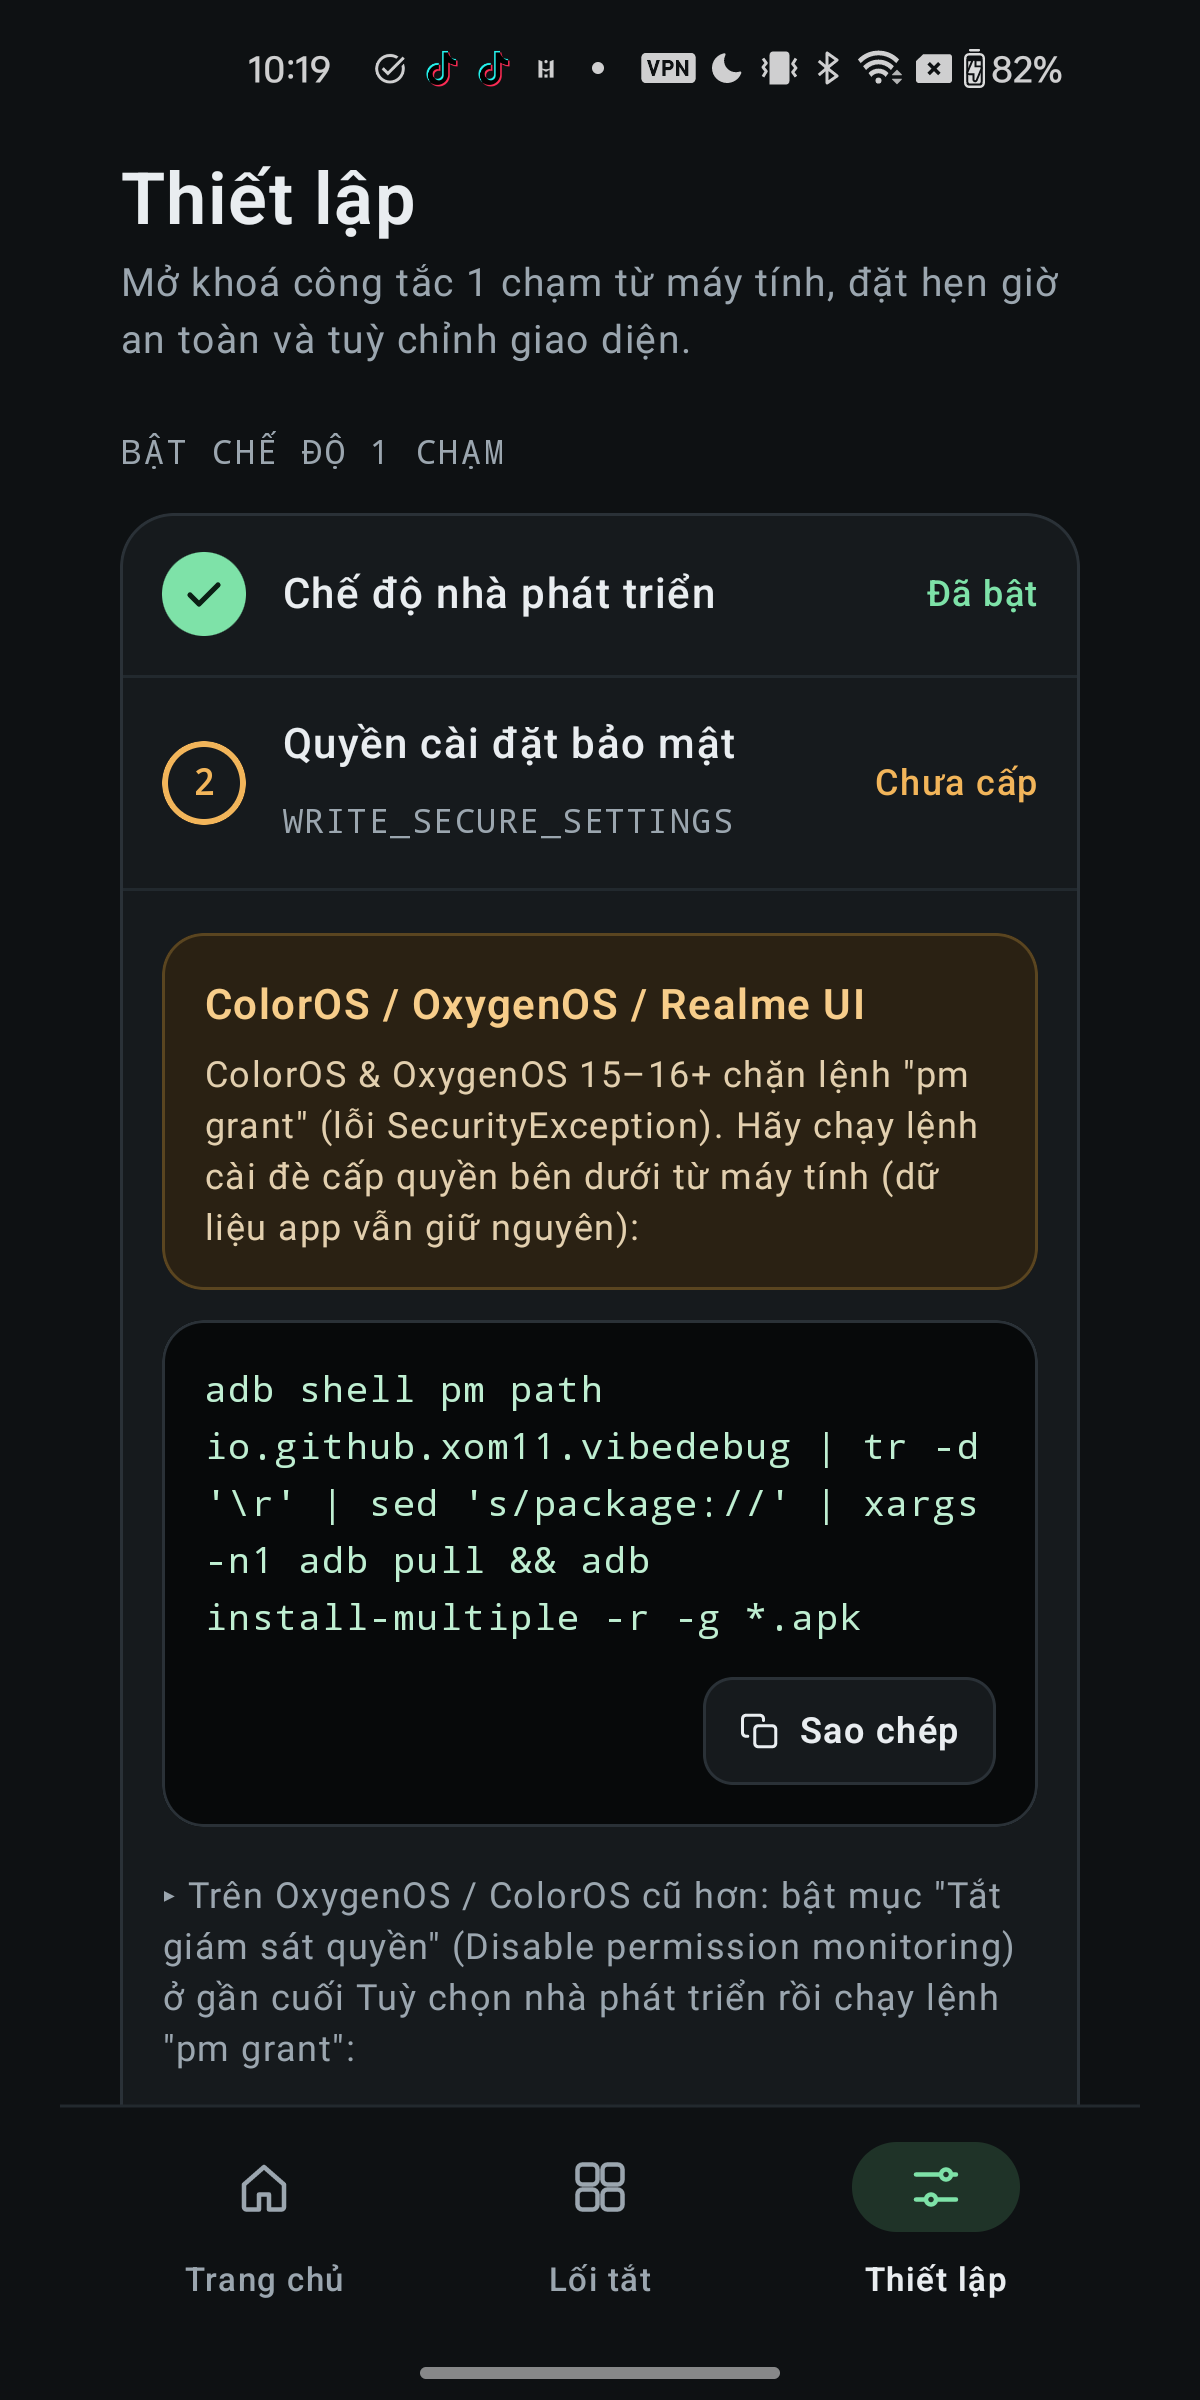 10:19 VPN 82%
Thiết lập
Mở khoá công tắc 1 chạm từ máy tính, đặt hẹn giờ
an toàn và tuỳ chỉnh giao diện.
BẬT CHẾ ĐỘ 1 CHẠM
Chế độ nhà phát triển Đã bật
2 Quyền cài đặt bảo mật Chưa cấp
WRITE_SECURE_SETTINGS
ColorOS / OxygenOS / Realme UI
ColorOS & OxygenOS 15–16+ chặn lệnh "pm
grant" (lỗi SecurityException). Hãy chạy lệnh
cài đè cấp quyền bên dưới từ máy tính (dữ
liệu app vẫn giữ nguyên):
adb shell pm path
io.github.xom11.vibedebug | tr -d
'\r' | sed 's/package://' | xargs
-n1 adb pull && adb
install-multiple -r -g *.apk
Sao chép
▸ Trên OxygenOS / ColorOS cũ hơn: bật mục "Tắt
giám sát quyền" (Disable permission monitoring)
ở gần cuối Tuỳ chọn nhà phát triển rồi chạy lệnh
"pm grant":
Trang chủ Lối tắt Thiết lập